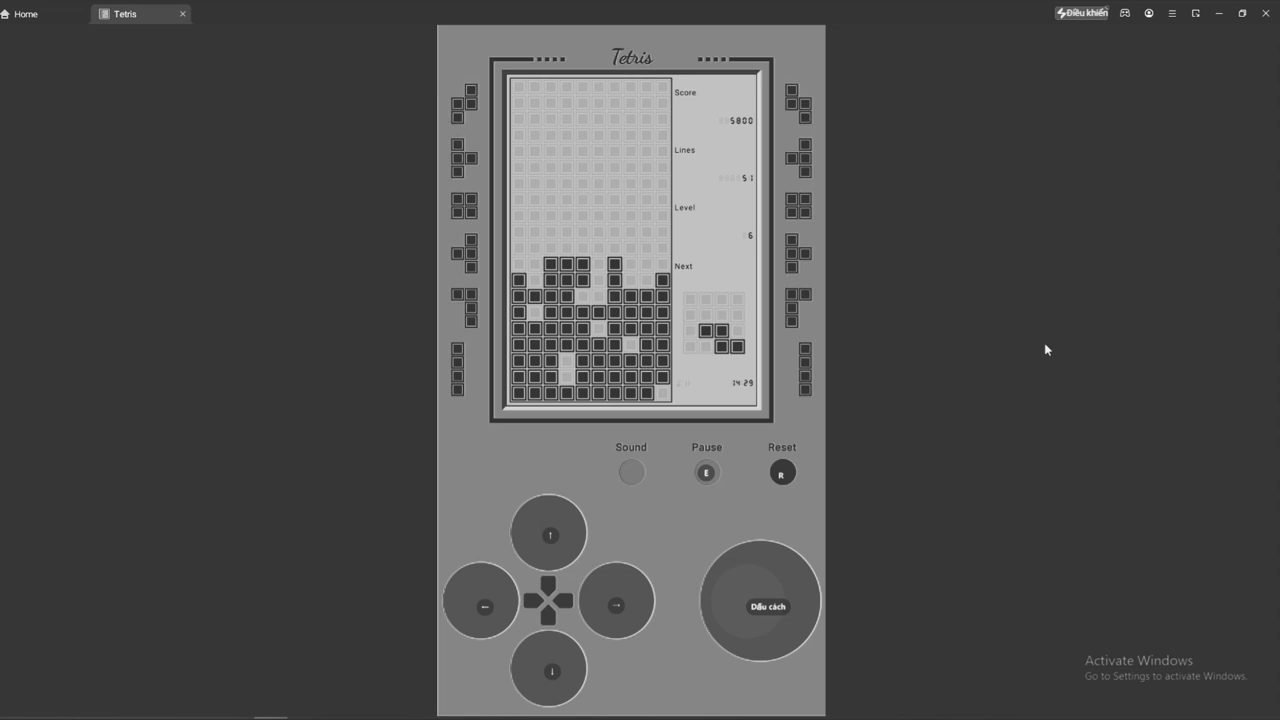 Home
Tetris
Điều khiển
Tetris
Score
5800
Lines
51
Level
6
Next
14:29
Sound
Pause
Reset
E
R
↑
←
→
Dấu cách
↓
Activate Windows
Go to Settings to activate Windows.